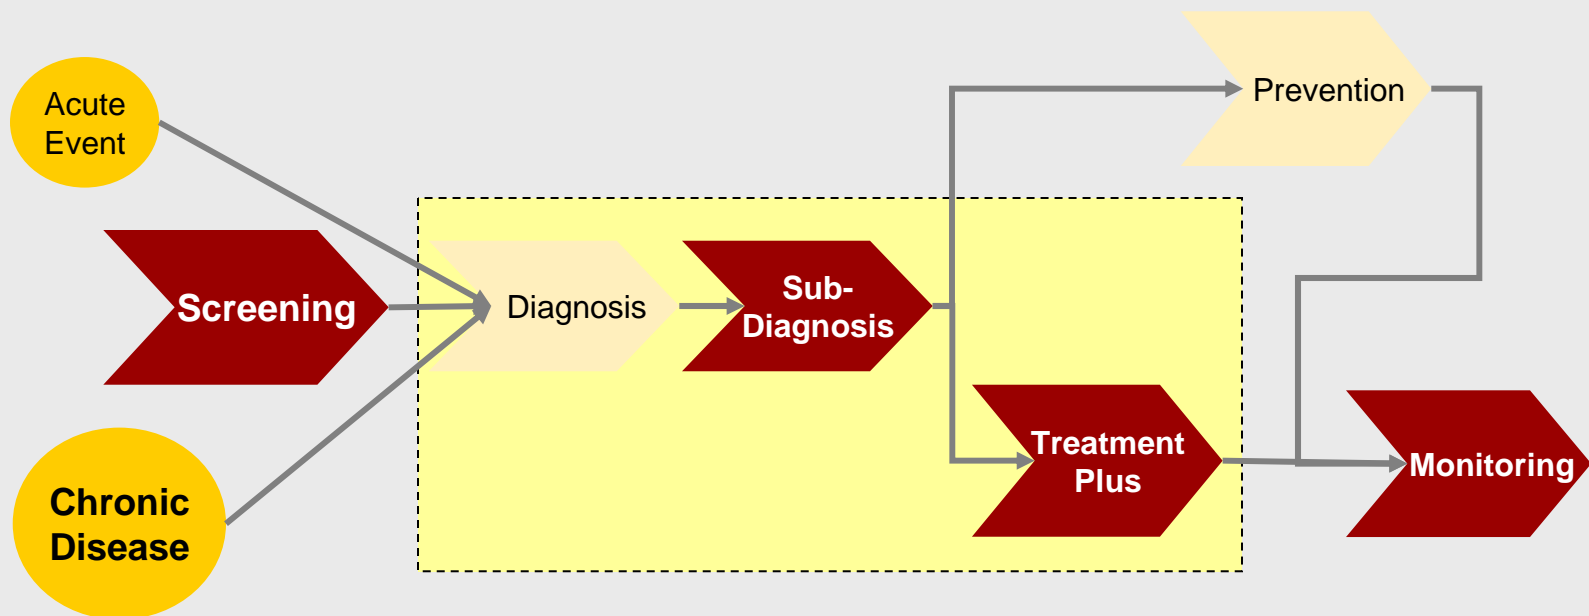 Acute
Event
Prevention
Screening
Diagnosis
Sub-
Diagnosis
Chronic
Disease
Treatment
Plus
Monitoring